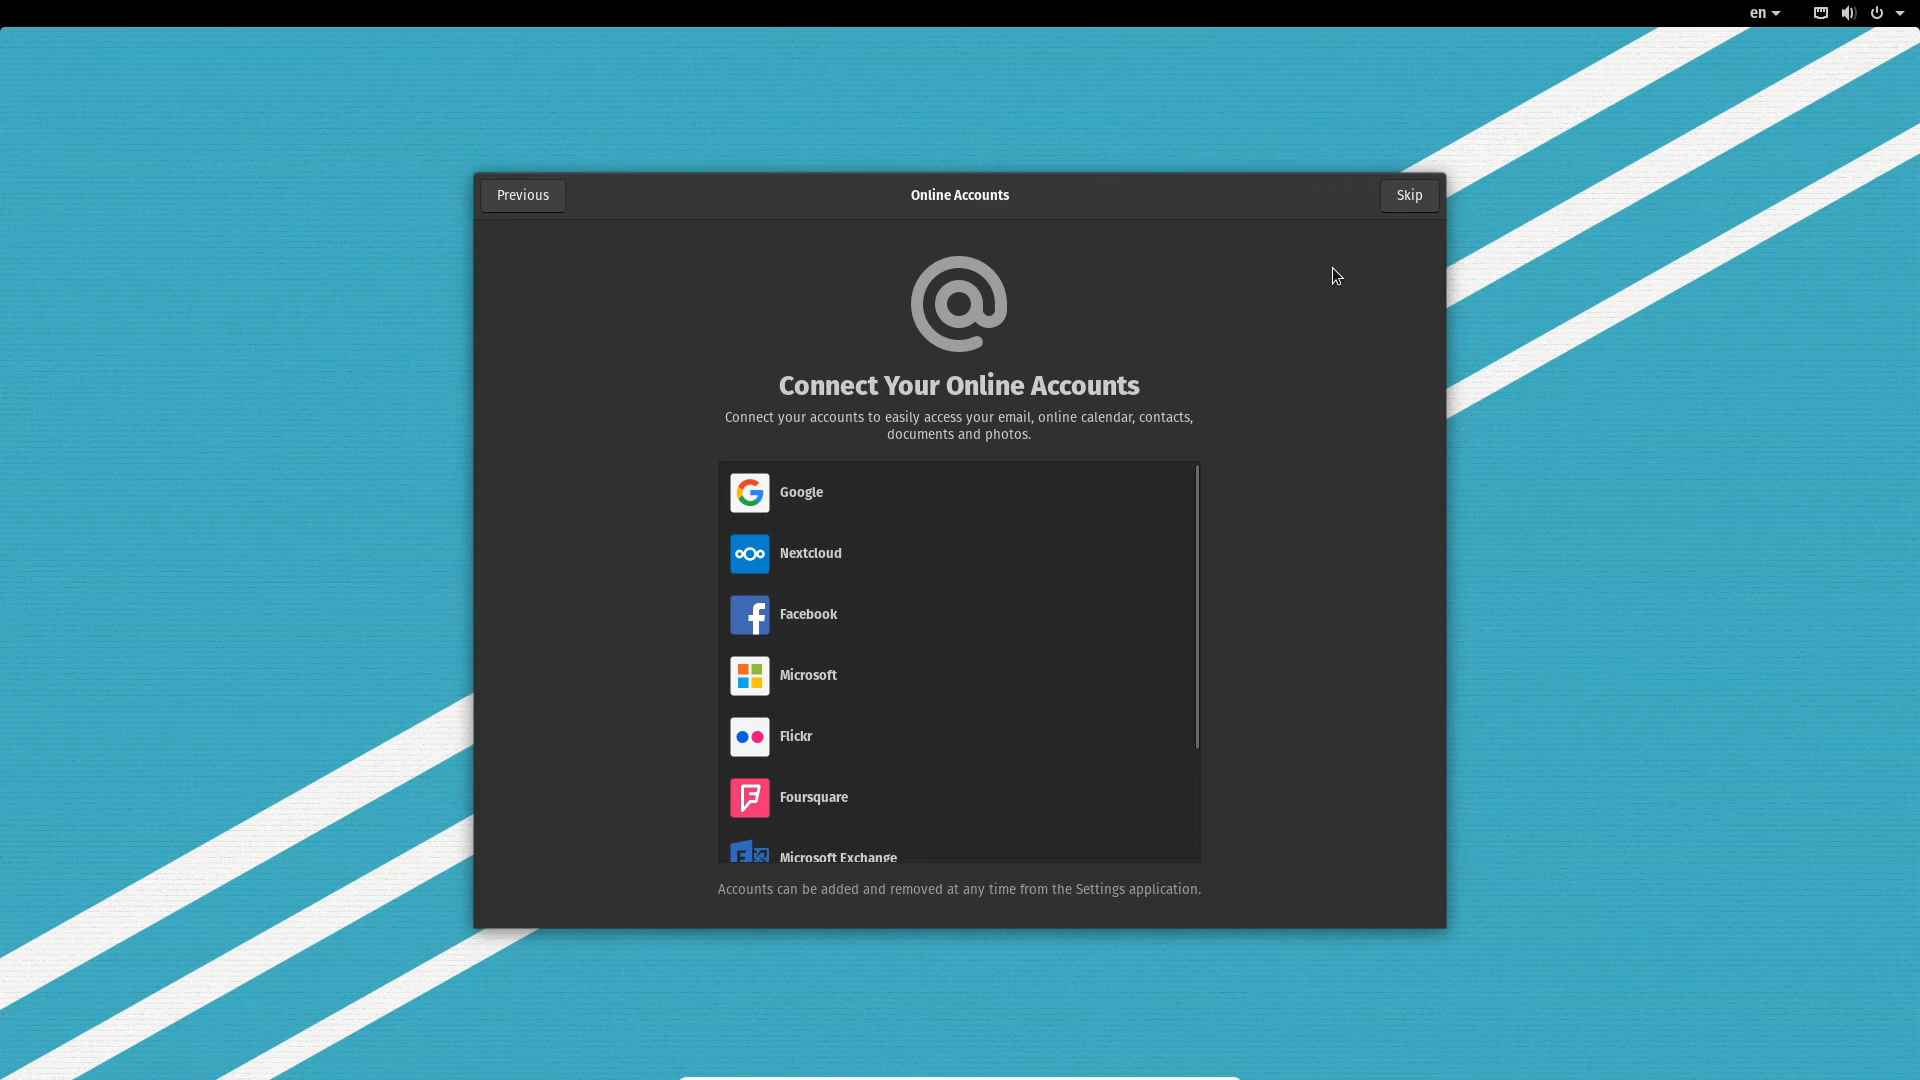 en
Previous
Online Accounts
Skip
Connect Your Online Accounts
Connect your accounts to easily access your email, online calendar, contacts,
documents and photos.
Google
Nextcloud
Facebook
Microsoft
Flickr
Foursquare
Microsoft Exchange
Accounts can be added and removed at any time from the Settings application.